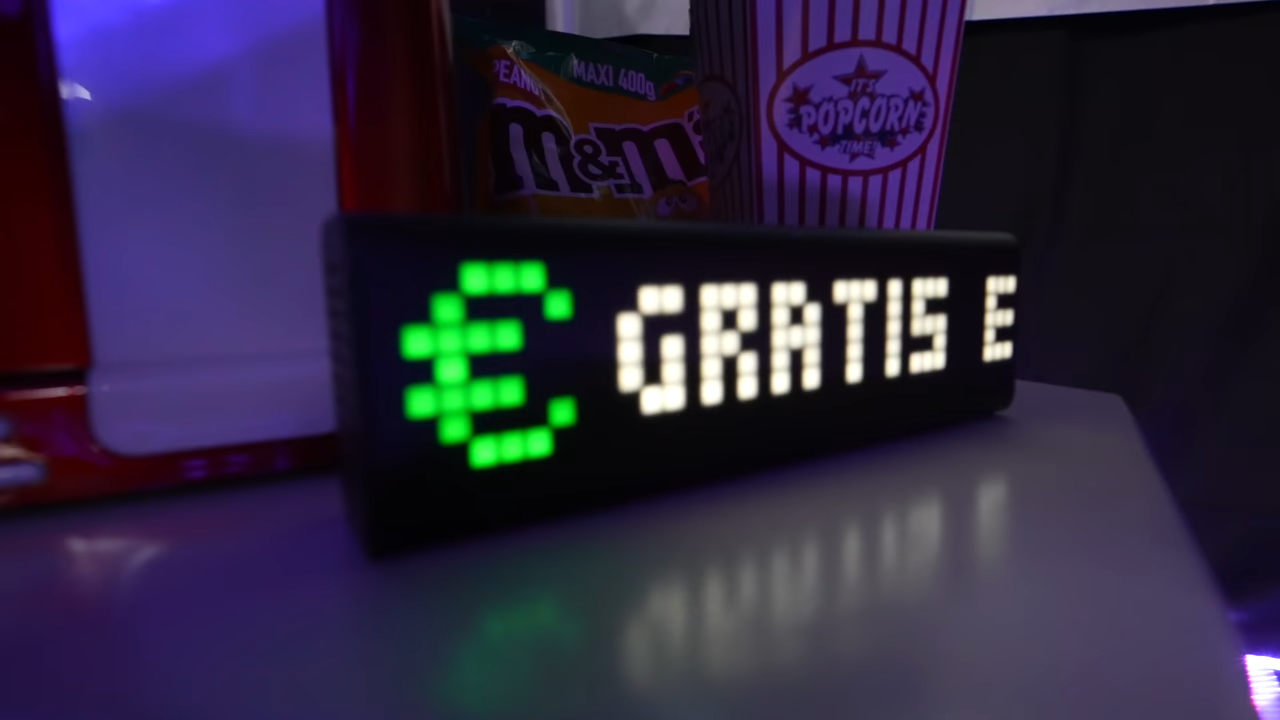 PEANUT MAXI 400g
m&m's
IT'S
POPCORN
TIME!
€ GRATIS E